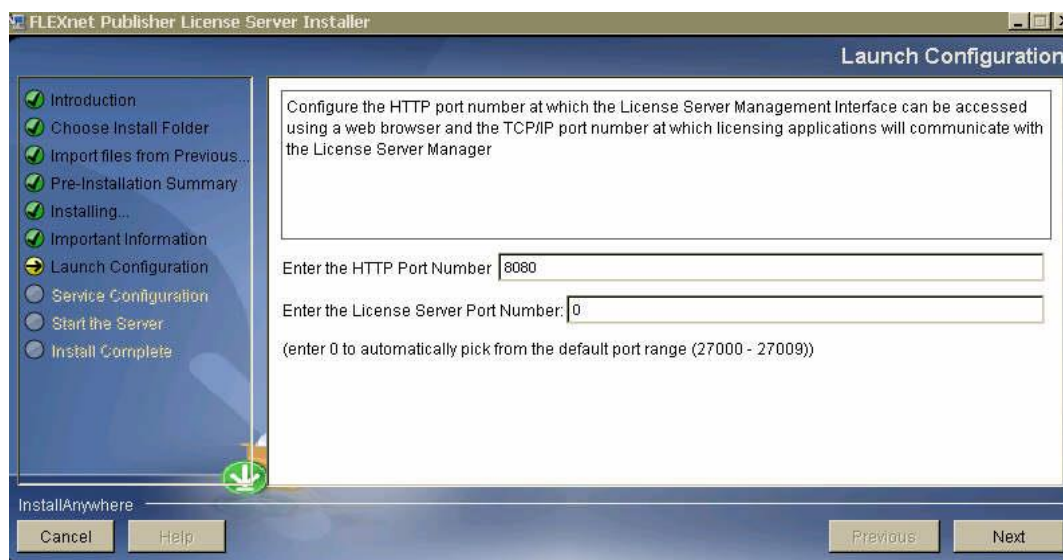 FLEXnet Publisher License Server Installer
Launch Configuration
Introduction
Choose Install Folder
Import files from Previous...
Pre-Installation Summary
Installing...
Important Information
Launch Configuration
Service Configuration
Start the Server
Install Complete
Configure the HTTP port number at which the License Server Management Interface can be accessed
using a web browser and the TCP/IP port number at which licensing applications will communicate with
the License Server Manager
Enter the HTTP Port Number 8080
Enter the License Server Port Number: 0
(enter 0 to automatically pick from the default port range (27000 - 27009))
InstallAnywhere
Cancel Help Previous Next